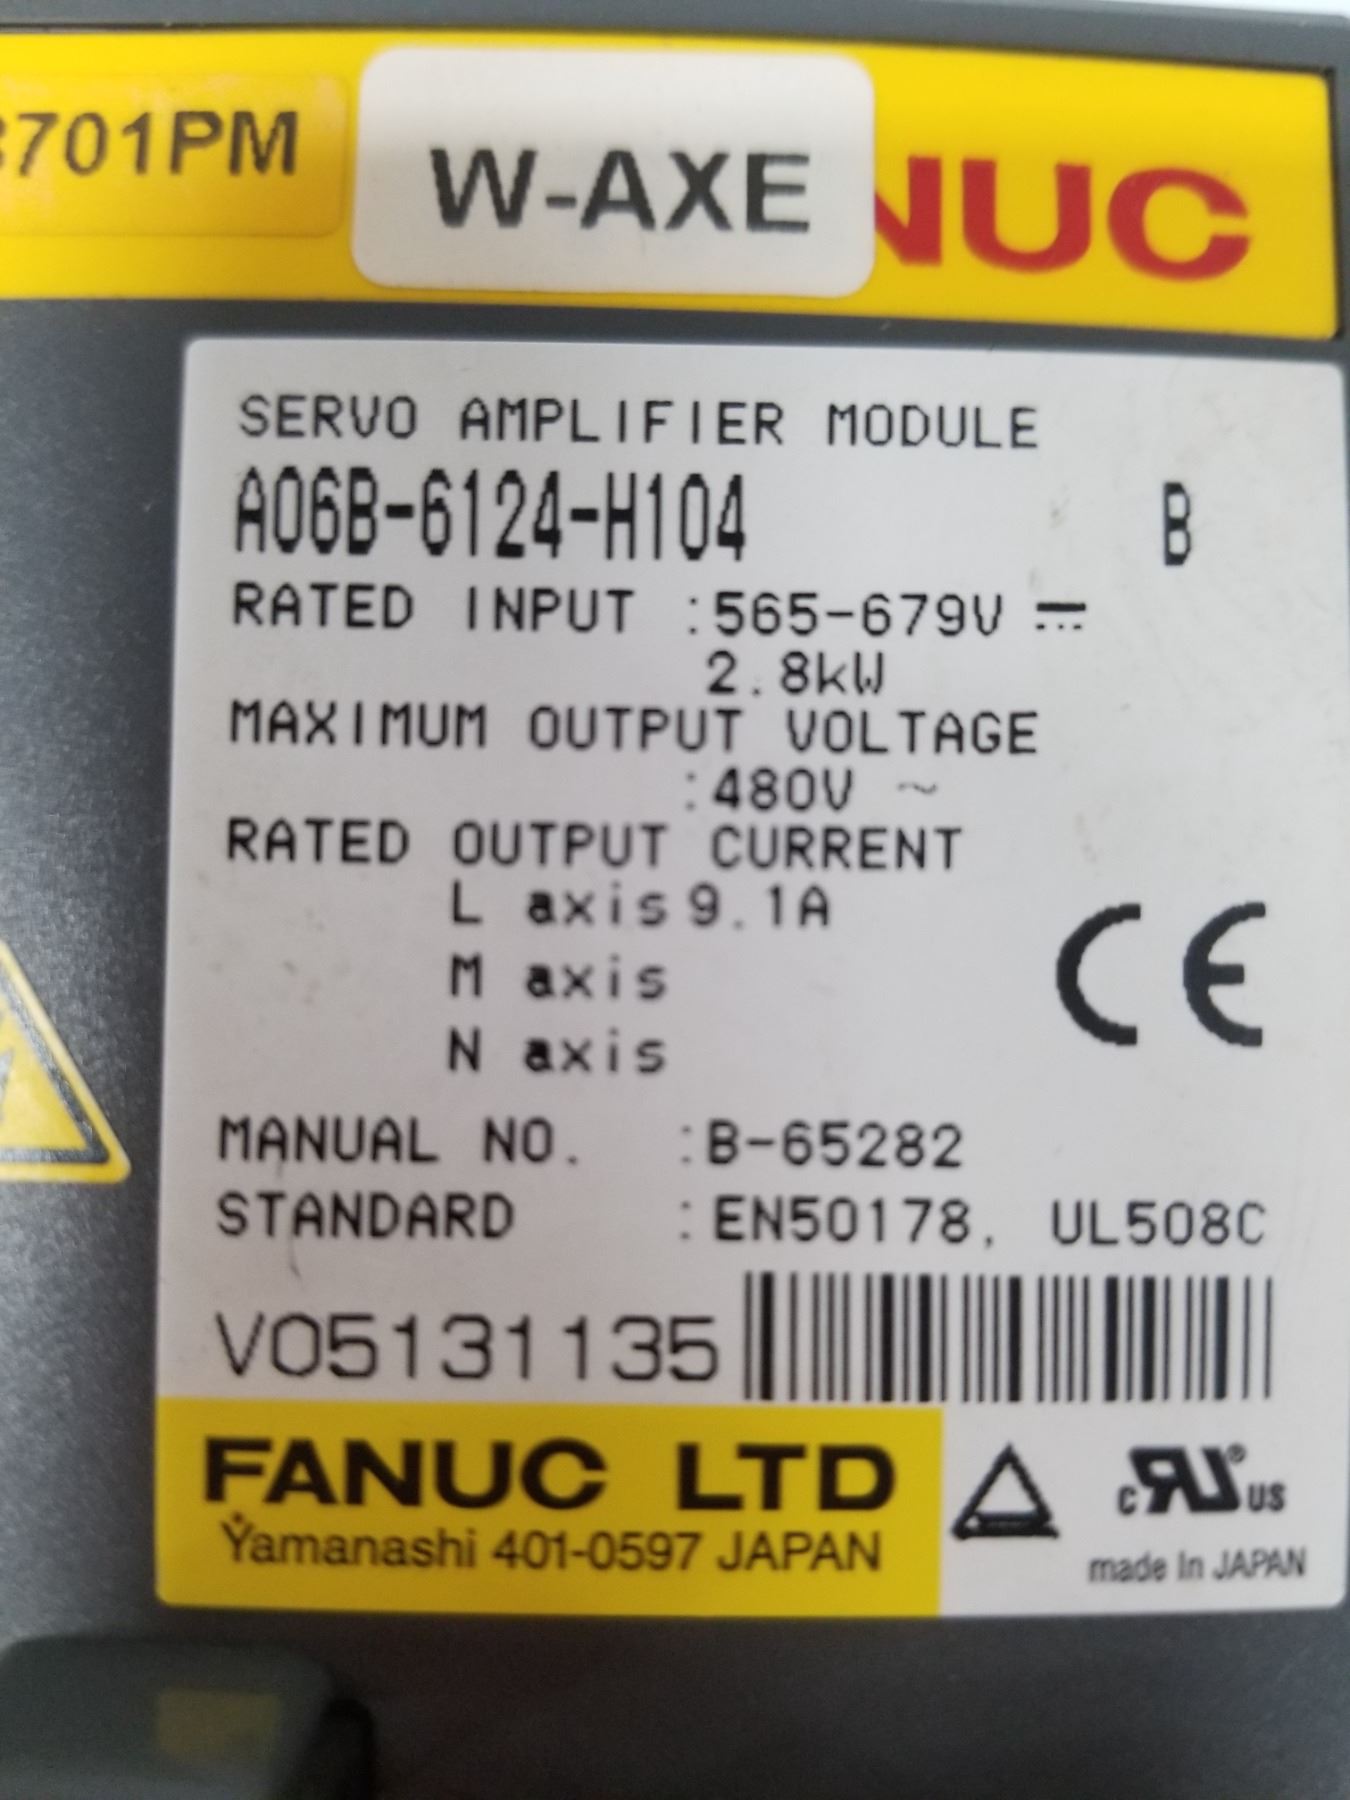 701PM
W-AXE
NUC
SERVO AMPLIFIER MODULE
A06B-6124-H104 B
RATED INPUT :565-679V ⎓
2.8kW
MAXIMUM OUTPUT VOLTAGE
:480V ~
RATED OUTPUT CURRENT
L axis 9.1A
M axis
N axis
CE
MANUAL NO. :B-65282
STANDARD :EN50178, UL508C
V05131135
FANUC LTD
Yamanashi 401-0597 JAPAN
c RU ® US
made In JAPAN